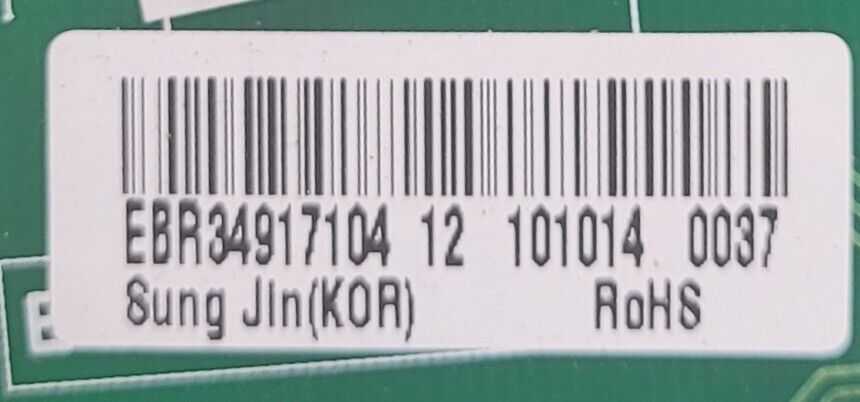 EBR34917104 12 101014 0037
Sung Jin(KOR) RoHS